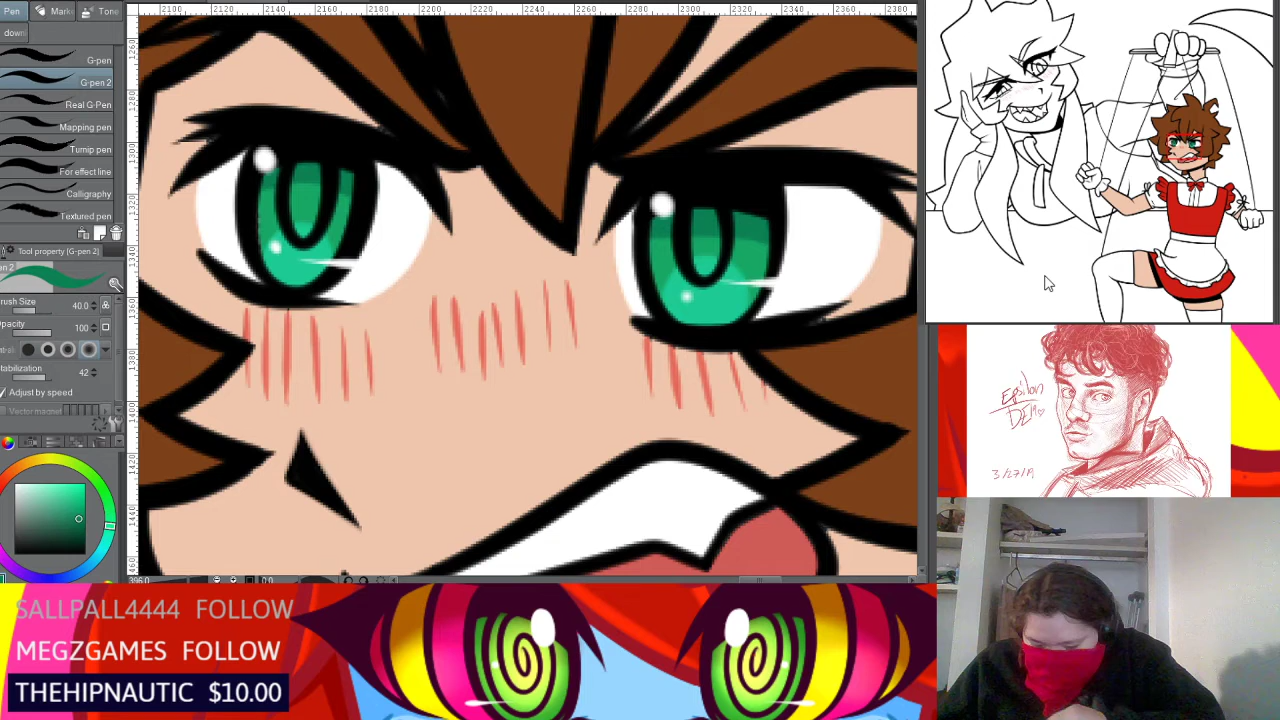 Pen
Mark
Tone
down
G-pen
G-pen 2
Real G-Pen
Mapping pen
Turnip pen
For effect line
Calligraphy
Textured pen
Tool property [G-pen 2]
Brush Size
40.0
Opacity
100
42
Adjust by speed
Vector magnet
2100
2120
2140
2160
2180
2200
2220
2240
2260
2280
2300
2320
2340
2360
2380
Epsilon
DEM
3/27/19
SALLPALL4444 FOLLOW
MEGZGAMES FOLLOW
THEHIPNAUTIC $10.00